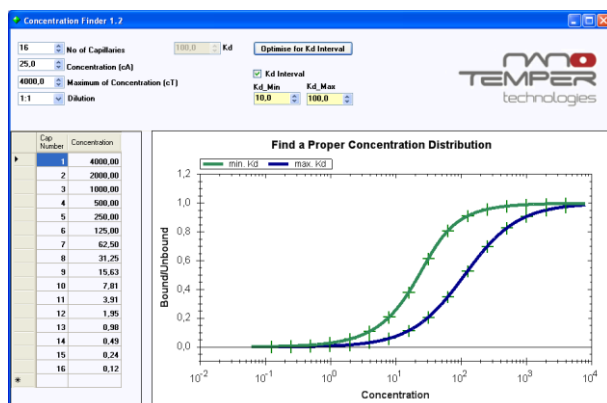 Concentration Finder 1.2
16 No of Capillaries 100,0 Kd Optimise for Kd Interval
25,0 Concentration (cA)
4000,0 Maximum of Concentration (cT)
1:1 Dilution
Kd Interval
Kd_Min Kd_Max
10,0 100,0
NANO
TEMPER
technologies
Cap Number Concentration
1 4000,00
2 2000,00
3 1000,00
4 500,00
5 250,00
6 125,00
7 62,50
8 31,25
9 15,63
10 7,81
11 3,91
12 1,95
13 0,98
14 0,49
15 0,24
16 0,12
Find a Proper Concentration Distribution
min. Kd max. Kd
Bound/Unbound
1,2
1,0
0,8
0,6
0,4
0,2
0,0
10-2 10-1 100 101 102 103 104
Concentration